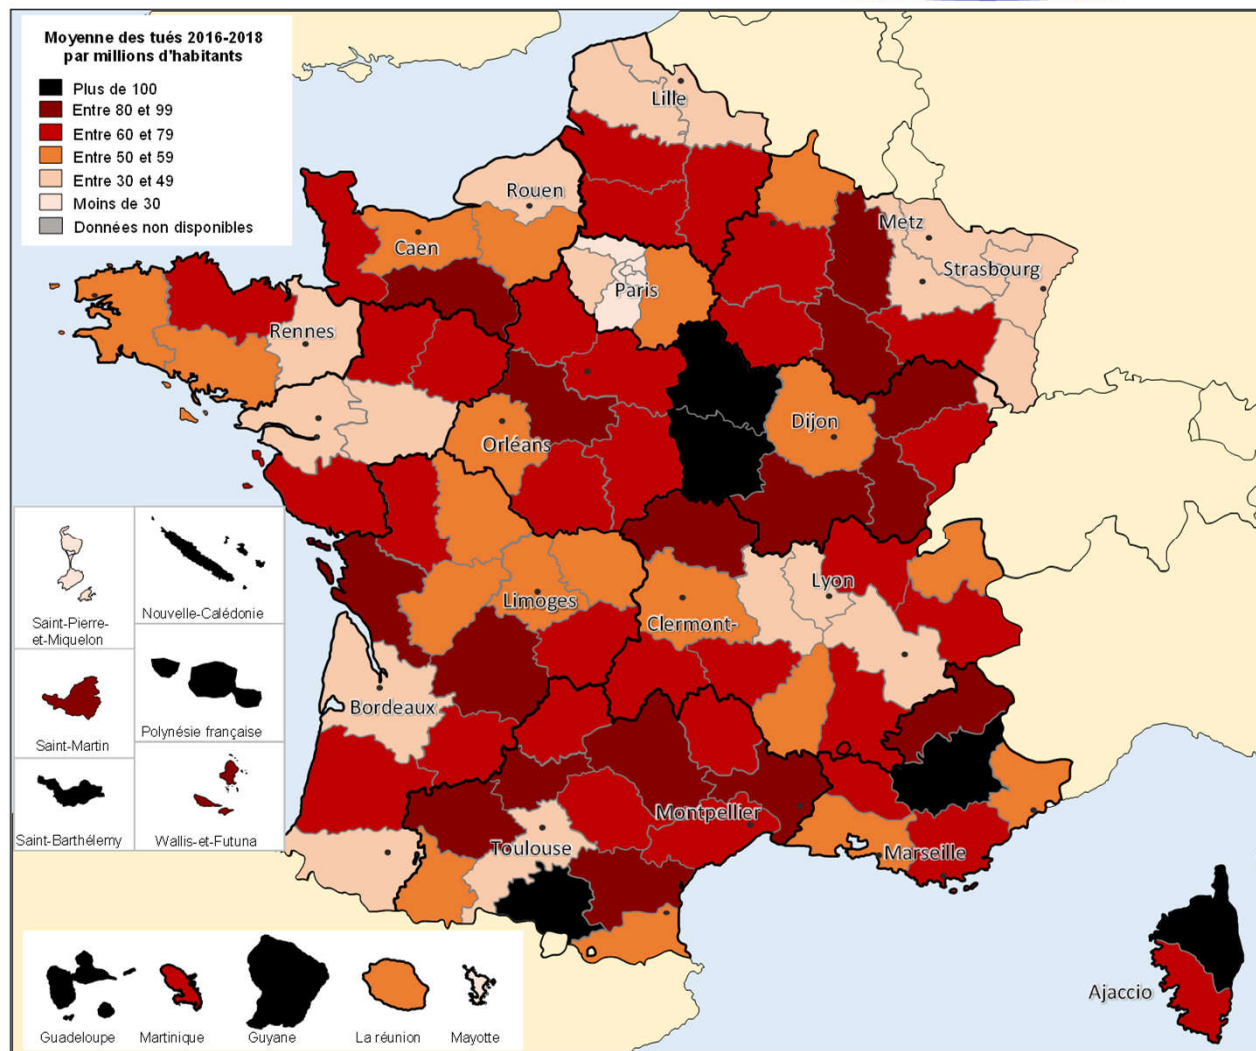 Moyenne des tués 2016-2018
par millions d'habitants
Plus de 100
Entre 80 et 99
Entre 60 et 79
Entre 50 et 59
Entre 30 et 49
Moins de 30
Données non disponibles
Lille
Rouen
Metz
Caen
Strasbourg
Paris
Rennes
Dijon
Orléans
Lyon
Limoges
Clermont-
Bordeaux
Montpellier
Toulouse
Marseille
Ajaccio
Saint-Pierre-
et-Miquelon
Nouvelle-Calédonie
Saint-Martin
Polynésie française
Saint-Barthélemy
Wallis-et-Futuna
Guadeloupe
Martinique
Guyane
La réunion
Mayotte